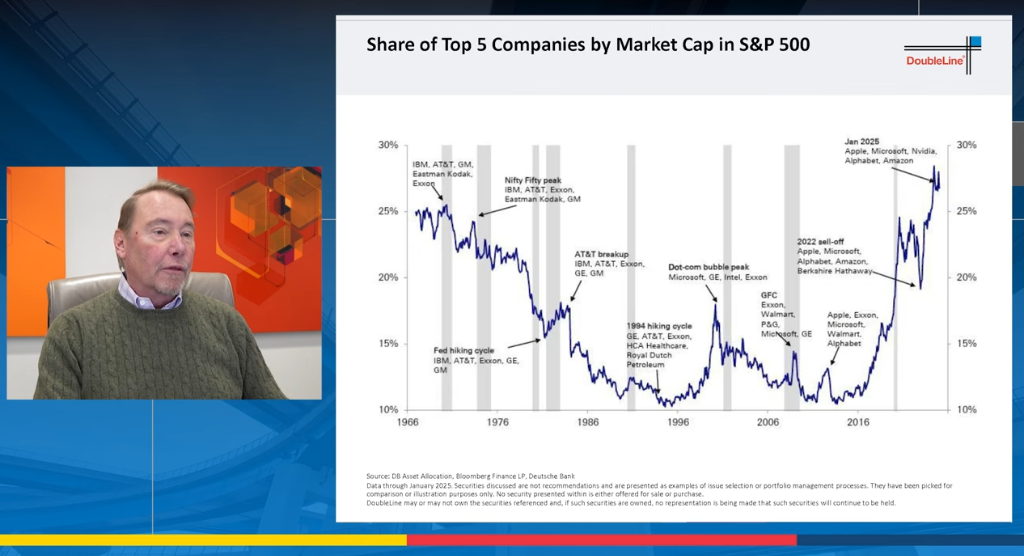 Share of Top 5 Companies by Market Cap in S&P 500
DoubleLine®
30%
25%
20%
15%
10%
30%
25%
20%
15%
10%
IBM, AT&T, GM,
Eastman Kodak,
Exxon
Nifty Fifty peak
IBM, AT&T, Exxon,
Eastman Kodak, GM
Fed hiking cycle
IBM, AT&T, Exxon, GE,
GM
AT&T breakup
IBM, AT&T, Exxon,
GE, GM
1994 hiking cycle
GE, AT&T, Exxon,
HCA Healthcare,
Royal Dutch
Petroleum
Dot-com bubble peak
Microsoft, GE, Intel, Exxon
GFC
Exxon,
Walmart,
P&G,
Microsoft, GE
Apple, Exxon,
Microsoft,
Walmart,
Alphabet
2022 sell-off
Apple, Microsoft,
Alphabet, Amazon,
Berkshire Hathaway
Jan 2025
Apple, Microsoft, Nvidia,
Alphabet, Amazon
1966
1976
1986
1996
2006
2016
Source: DB Asset Allocation, Bloomberg Finance LP, Deutsche Bank
Data through January 2025. Securities discussed are not recommendations and are presented as examples of issue selection or portfolio management processes. They have been picked for
comparison or illustration purposes only. No security presented within is either offered for sale or purchase.
DoubleLine may or may not own the securities referenced and, if such securities are owned, no representation is being made that such securities will continue to be held.